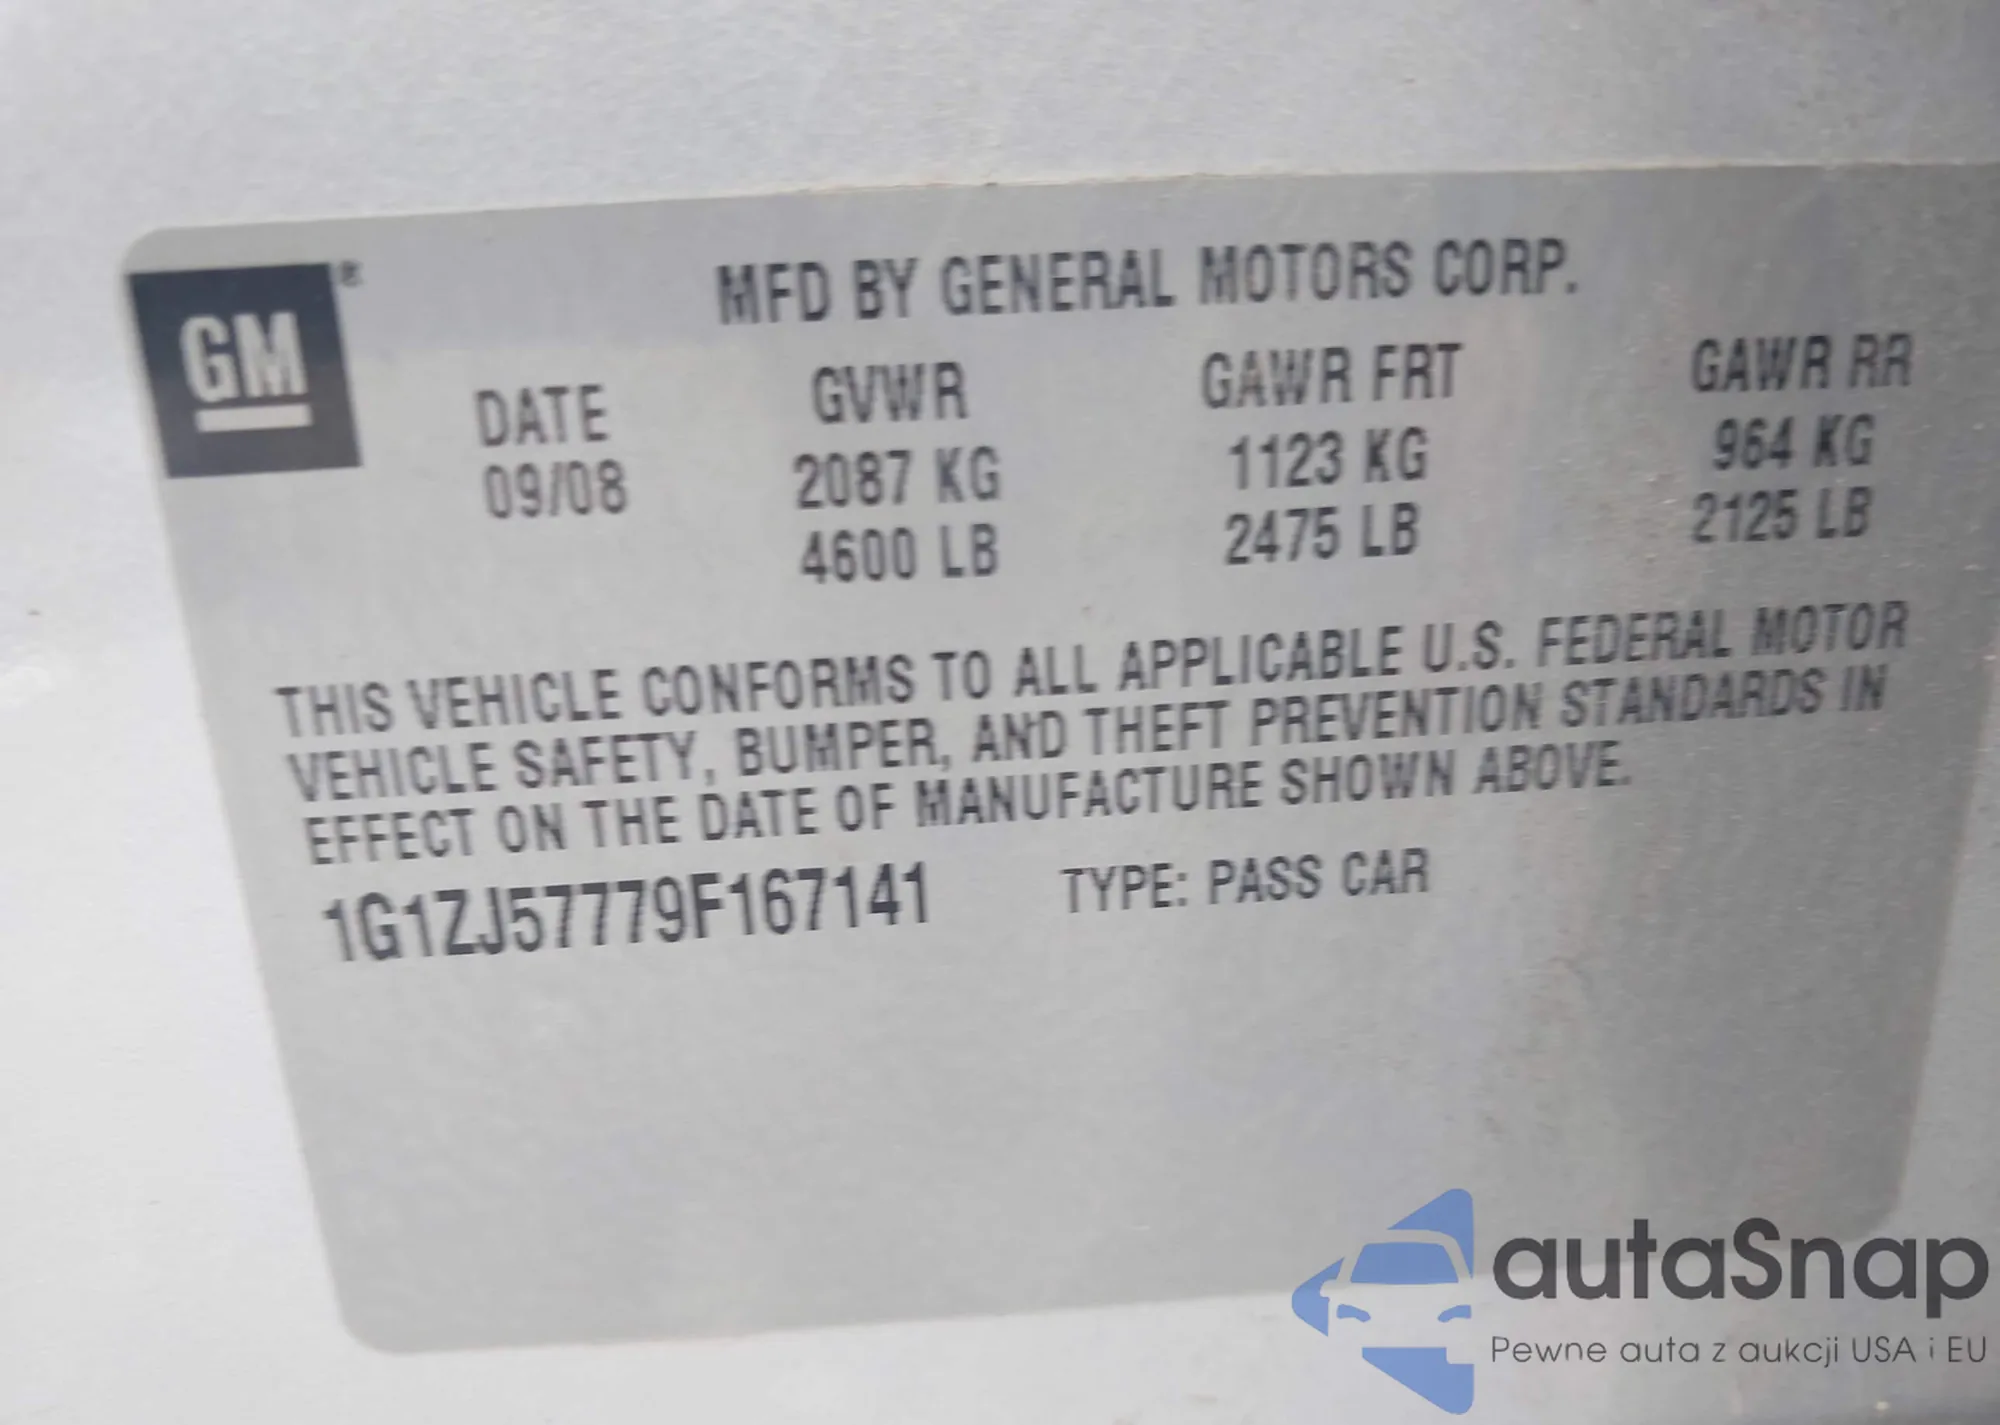 GM ®
MFD BY GENERAL MOTORS CORP.
DATE GVWR GAWR FRT GAWR RR
09/08 2087 KG 1123 KG 964 KG
4600 LB 2475 LB 2125 LB
THIS VEHICLE CONFORMS TO ALL APPLICABLE U.S. FEDERAL MOTOR
VEHICLE SAFETY, BUMPER, AND THEFT PREVENTION STANDARDS IN
EFFECT ON THE DATE OF MANUFACTURE SHOWN ABOVE.
1G1ZJ57779F167141 TYPE: PASS CAR
autaSnap
Pewne auta z aukcji USA i EU